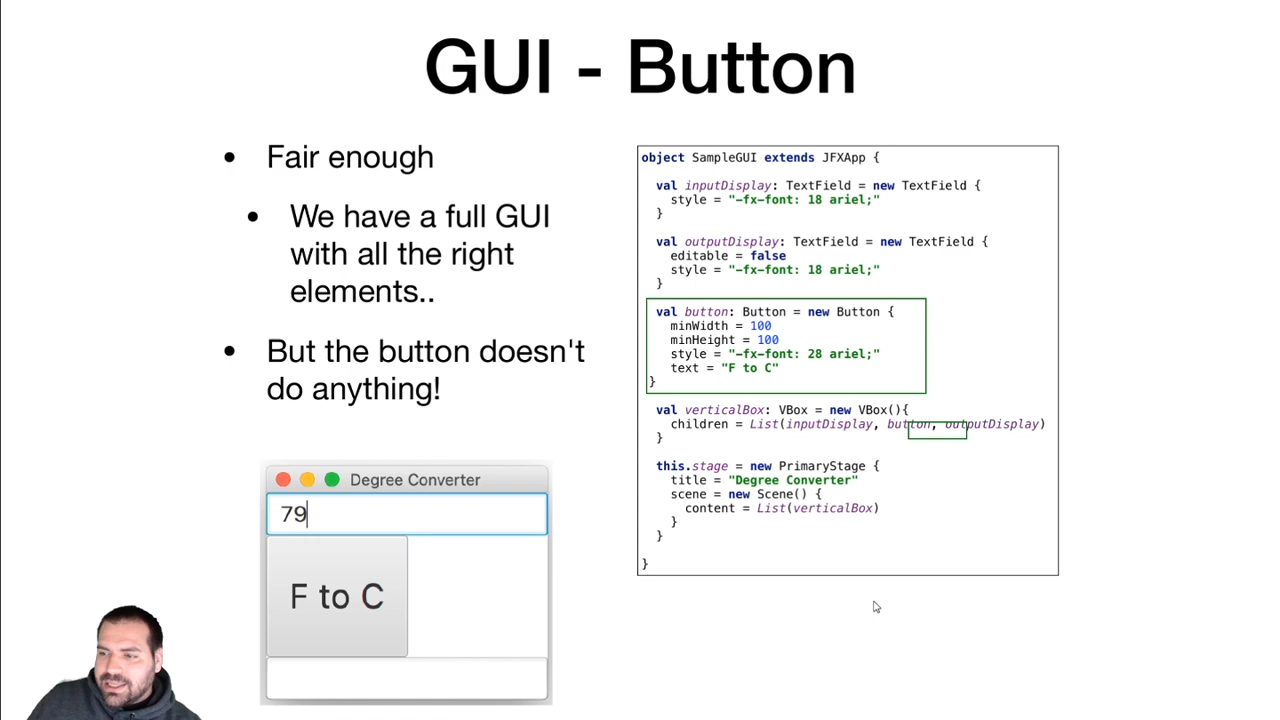 GUI - Button
• Fair enough
• We have a full GUI
with all the right
elements..
• But the button doesn't
do anything!
Degree Converter
79
F to C
object SampleGUI extends JFXApp {
val inputDisplay: TextField = new TextField {
style = "-fx-font: 18 ariel;"
}
val outputDisplay: TextField = new TextField {
editable = false
style = "-fx-font: 18 ariel;"
}
val button: Button = new Button {
minWidth = 100
minHeight = 100
style = "-fx-font: 28 ariel;"
text = "F to C"
}
val verticalBox: VBox = new VBox(){
children = List(inputDisplay, button, outputDisplay)
}
this.stage = new PrimaryStage {
title = "Degree Converter"
scene = new Scene() {
content = List(verticalBox)
}
}
}